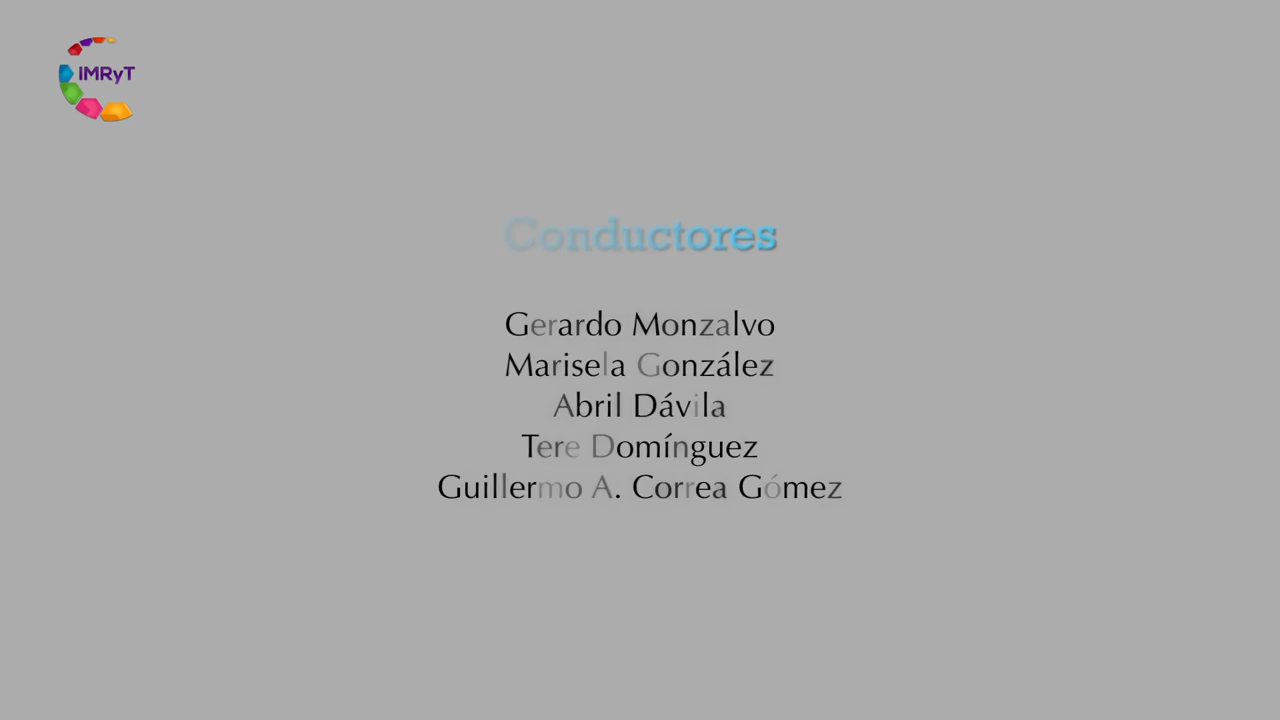 IMRyT
Conductores
Gerardo Monzalvo
Marisela González
Abril Dávila
Tere Domínguez
Guillermo A. Correa Gómez